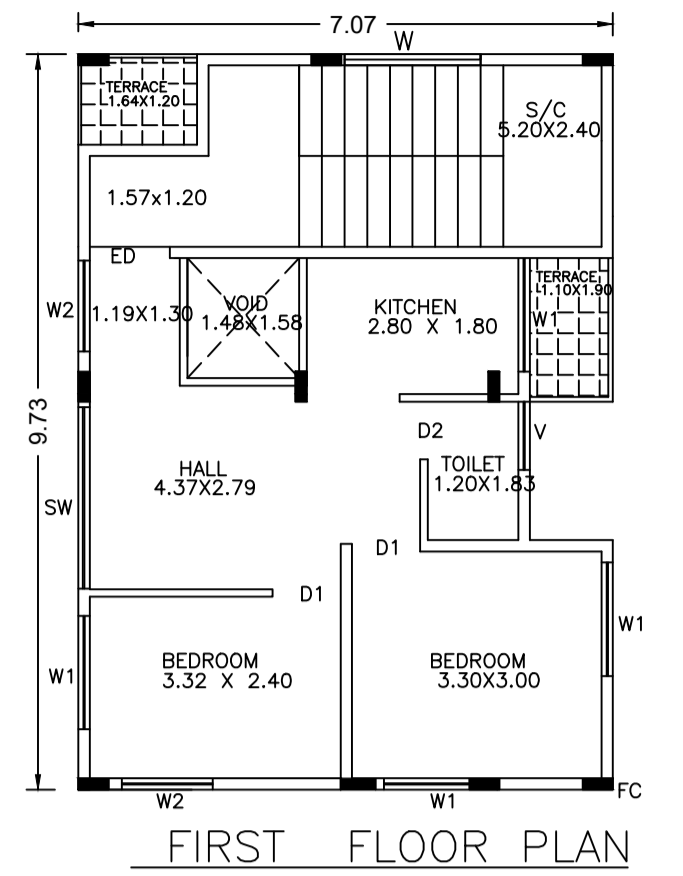 7.07
W
TERRACE
1.64X1.20
S/C
5.20X2.40
1.57x1.20
ED
W2
1.19X1.30
VOID
1.48X1.58
KITCHEN
2.80 X 1.80
TERRACE
1.10X1.90
W1
9.73
D2
V
HALL
4.37X2.79
TOILET
1.20X1.83
SW
D1
D1
W1
BEDROOM
3.32 X 2.40
BEDROOM
3.30X3.00
W1
W2
W1
FC
FIRST FLOOR PLAN